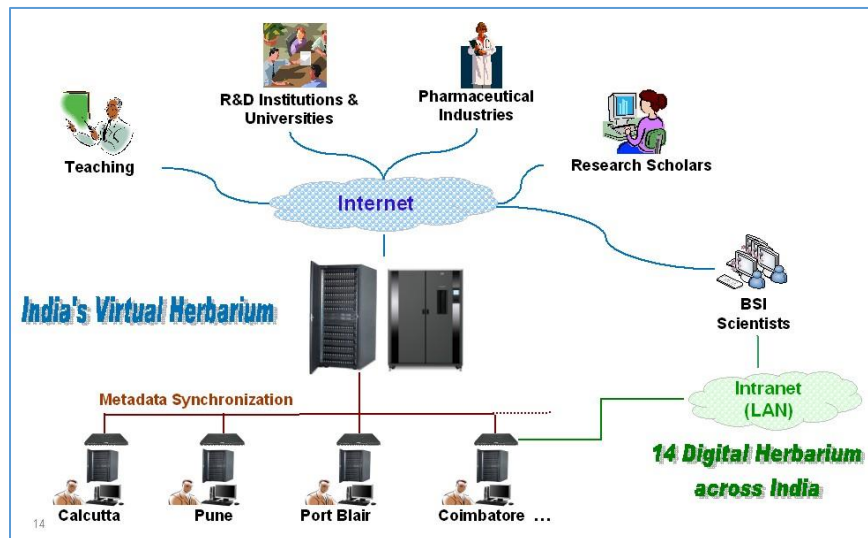 R&D Institutions &
Universities
Pharmaceutical
Industries
Teaching
Research Scholars
Internet
India's Virtual Herbarium
BSI
Scientists
Metadata Synchronization
Intranet
(LAN)
14 Digital Herbarium
across India
Calcutta
Pune
Port Blair
Coimbatore ...
14